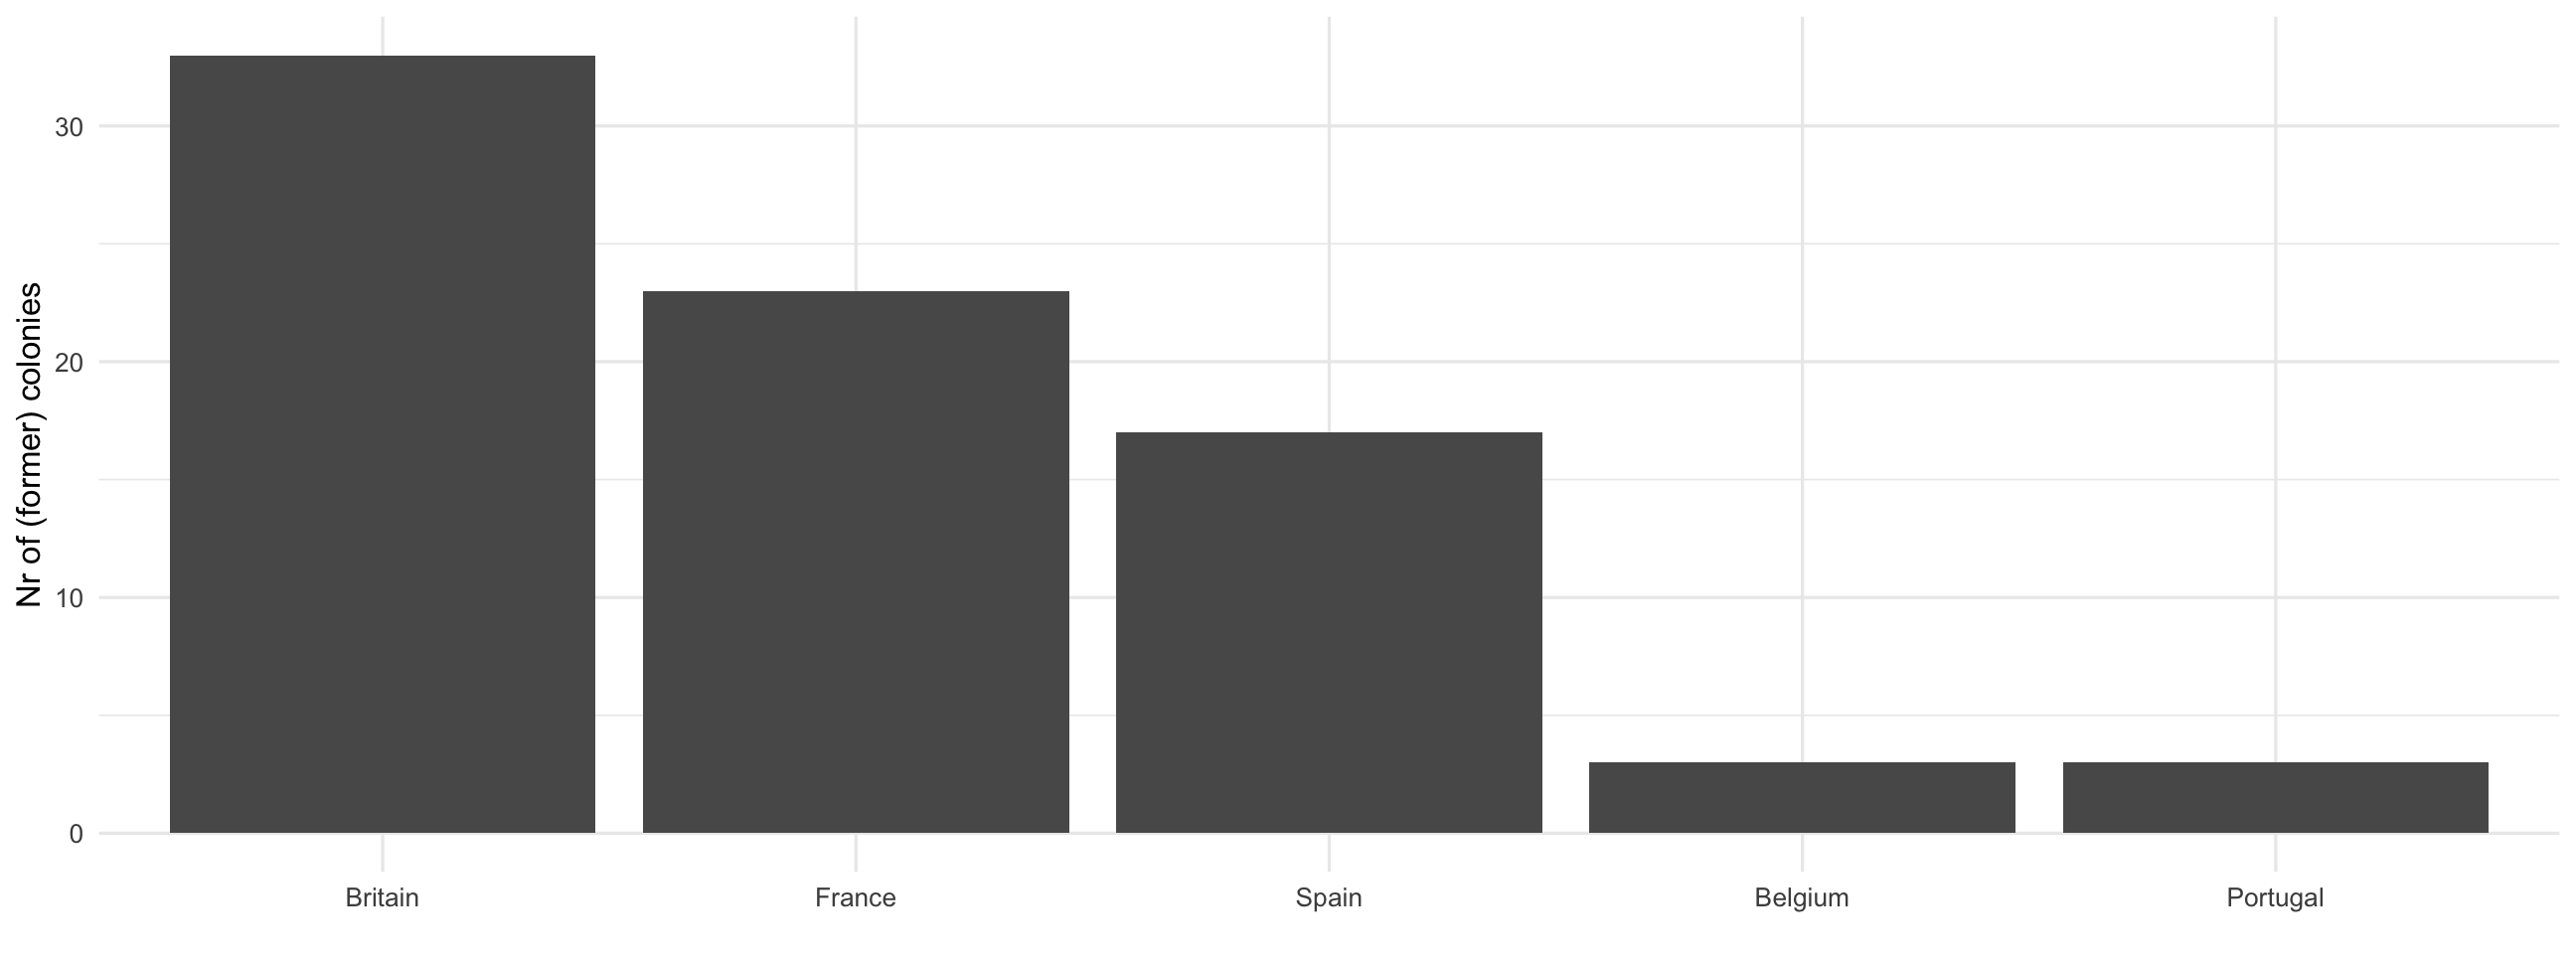 Nr of (former) colonies
30
20
10
0
Britain
France
Spain
Belgium
Portugal